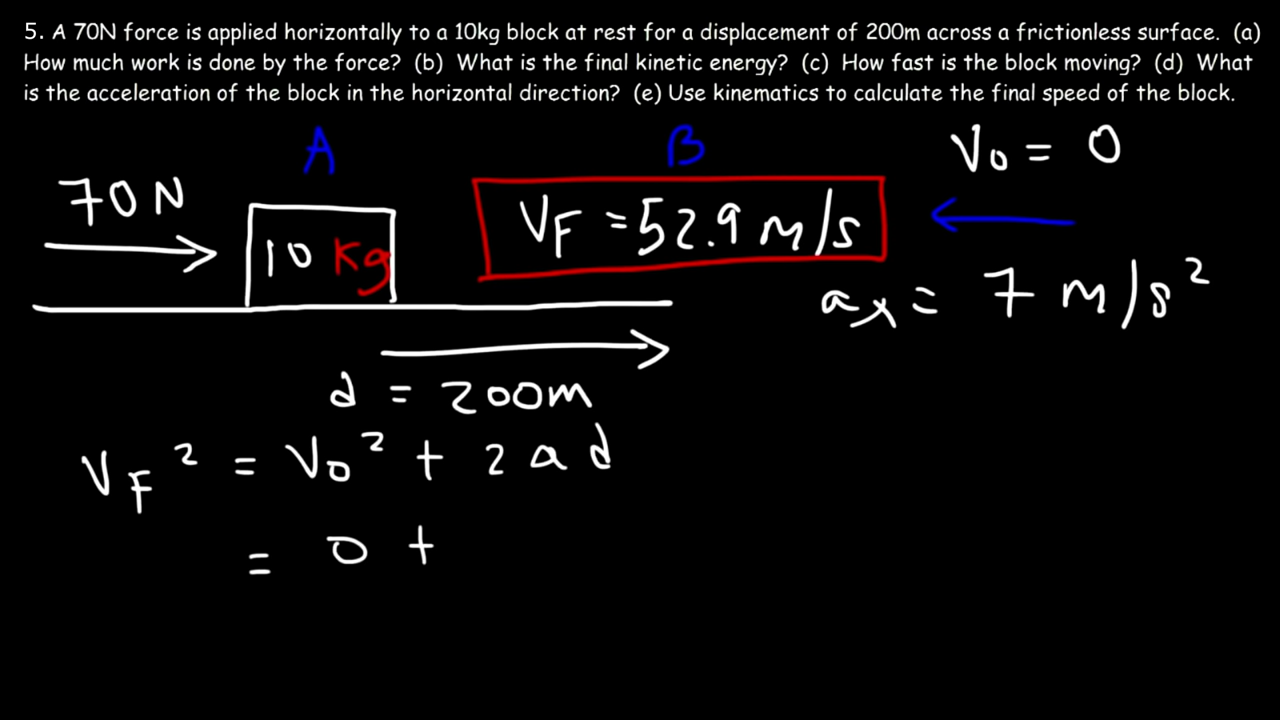 5. A 70N force is applied horizontally to a 10kg block at rest for a displacement of 200m across a frictionless surface. (a)
How much work is done by the force? (b) What is the final kinetic energy? (c) How fast is the block moving? (d) What
is the acceleration of the block in the horizontal direction? (e) Use kinematics to calculate the final speed of the block.
A
B
V₀ = 0
70N
10 kg
V_F = 52.9 m/s
a_x = 7 m/s²
d = 200m
V_F² = V₀² + 2ad
= 0 +